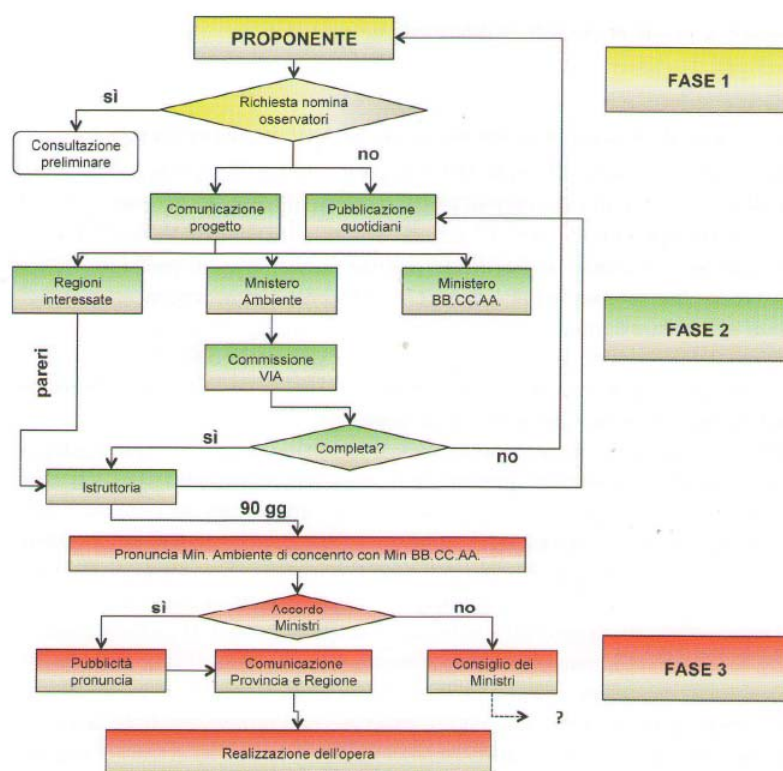 PROPONENTE
FASE 1
sì
Richiesta nomina
osservatori
Consultazione
preliminare
no
Comunicazione
progetto
Pubblicazione
quotidiani
Regioni
interessate
Mnistero
Ambiente
Ministero
BB.CC.AA.
FASE 2
pareri
Commissione
VIA
sì
Completa?
no
Istruttoria
90 gg
Pronuncia Min. Ambiente di concenrto con Min BB.CC.AA.
sì
Accordo
Ministri
no
Pubblicità
pronuncia
Comunicazione
Provincia e Regione
Consiglio dei
Ministri
FASE 3
?
Realizzazione dell'opera